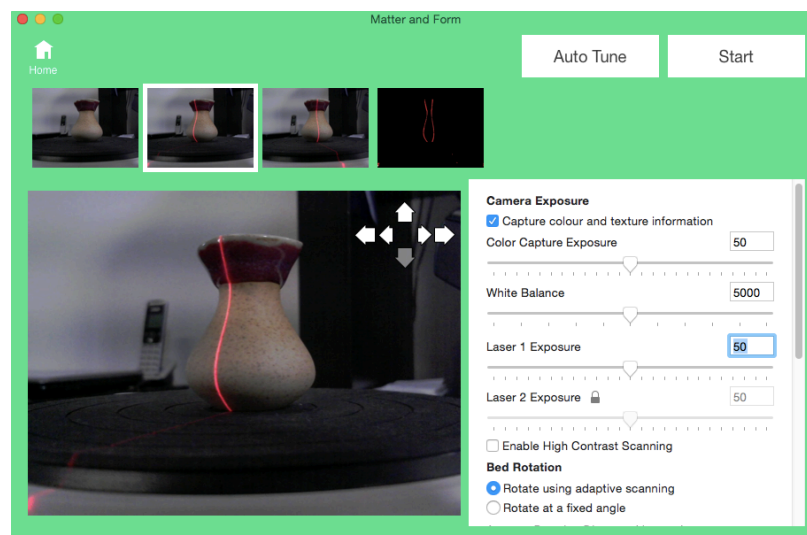 Matter and Form
Home
Auto Tune
Start
Camera Exposure
Capture colour and texture information
Color Capture Exposure 50
White Balance 5000
Laser 1 Exposure 50
Laser 2 Exposure 50
Enable High Contrast Scanning
Bed Rotation
Rotate using adaptive scanning
Rotate at a fixed angle